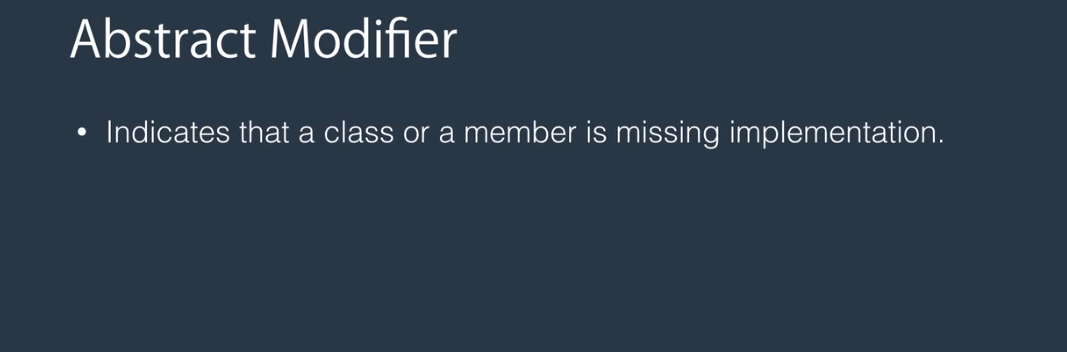 Abstract Modifier
• Indicates that a class or a member is missing implementation.